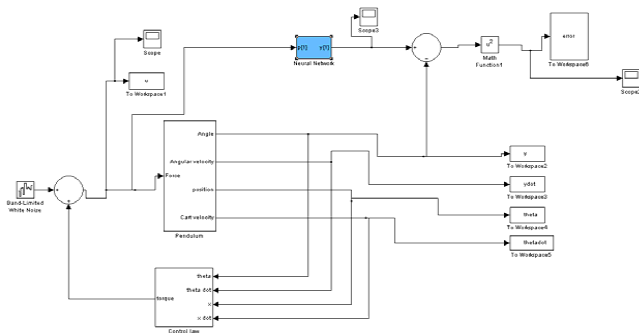 Scope3
Scope
u
To Workspace1
p{1}
y{1}
Neural Network
u²
Math
Function1
error
To Workspace6
Scope2
Angle
Angular velocity
Force
position
Cart velocity
Pendulum
y
To Workspace2
ydot
To Workspace3
theta
To Workspace4
thetadot
To Workspace5
Band-Limited
White Noise
theta
theta dot
torque
x
x dot
Control law